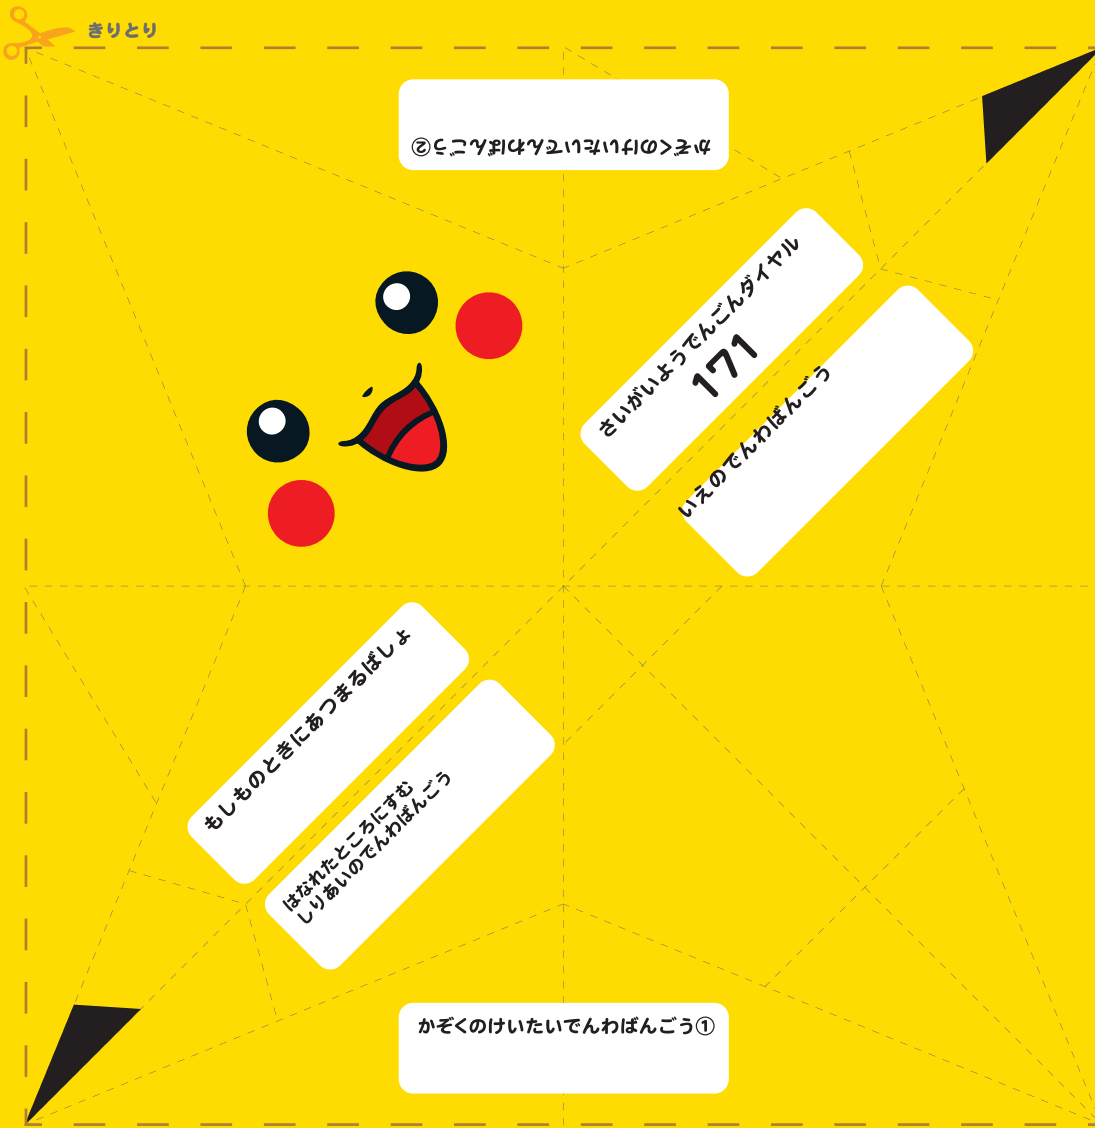 きりとり
かぞくのけいたいでんわばんごう②
さいがいようでんごんダイヤル
171
いえのでんわばんごう
もしものときにあつまるばしょ
はなれたところにすむ
しりあいのでんわばんごう
かぞくのけいたいでんわばんごう①